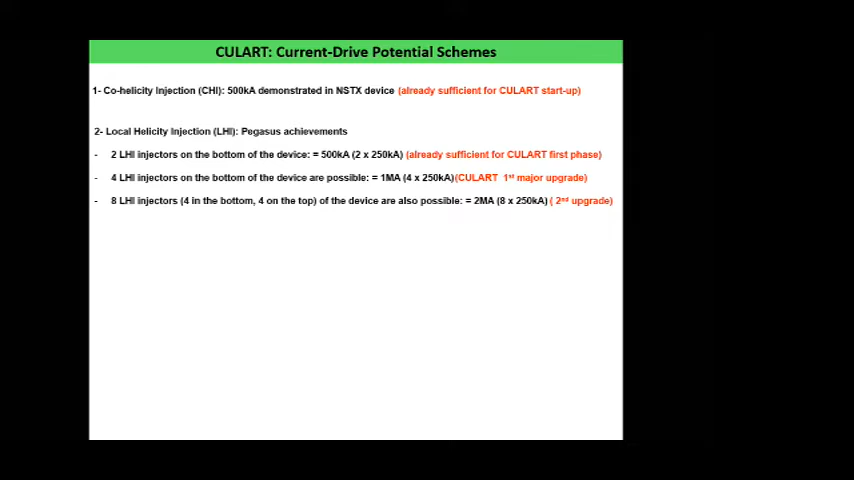 CULART: Current-Drive Potential Schemes
1- Co-helicity Injection (CHI): 500kA demonstrated in NSTX device (already sufficient for CULART start-up)
2- Local Helicity Injection (LHI): Pegasus achievements
- 2 LHI injectors on the bottom of the device: = 500kA (2 x 250kA) (already sufficient for CULART first phase)
- 4 LHI injectors on the bottom of the device are possible: = 1MA (4 x 250kA)(CULART 1st major upgrade)
- 8 LHI injectors (4 in the bottom, 4 on the top) of the device are also possible: = 2MA (8 x 250kA) ( 2nd upgrade)